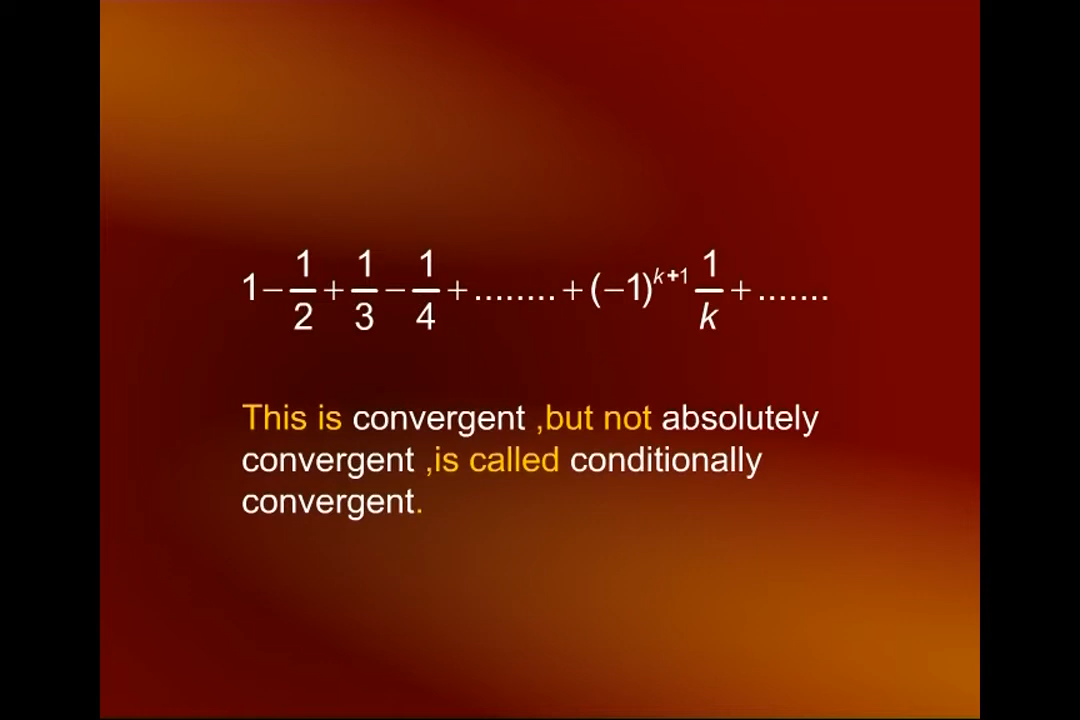 1 − 1/2 + 1/3 − 1/4 + ........ + (−1)^{k+1} 1/k + .......
This is convergent ,but not absolutely
convergent ,is called conditionally
convergent.